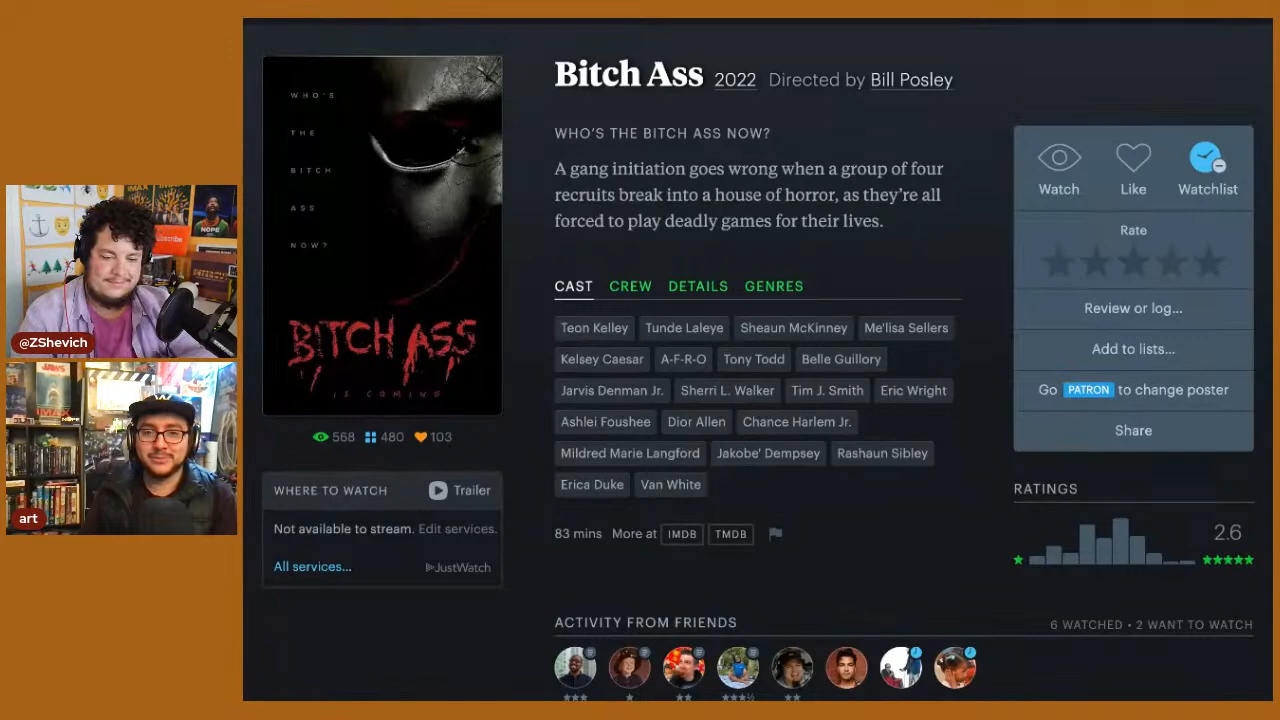 Bitch Ass 2022 Directed by Bill Posley
WHO'S THE BITCH ASS NOW?
A gang initiation goes wrong when a group of four
recruits break into a house of horror, as they're all
forced to play deadly games for their lives.
CAST CREW DETAILS GENRES
Teon Kelley Tunde Laleye Sheaun McKinney Me'lisa Sellers
Kelsey Caesar A-F-R-O Tony Todd Belle Guillory
Jarvis Denman Jr. Sherri L. Walker Tim J. Smith Eric Wright
Ashlei Foushee Dior Allen Chance Harlem Jr.
Mildred Marie Langford Jakobe' Dempsey Rashaun Sibley
Erica Duke Van White
83 mins More at IMDB TMDB
WHO'S
THE
BITCH
ASS
NOW?
BITCH ASS
IS COMING
568 480 103
WHERE TO WATCH Trailer
Not available to stream. Edit services.
All services... JustWatch
Watch Like Watchlist
Rate
Review or log...
Add to lists...
Go PATRON to change poster
Share
RATINGS
2.6
ACTIVITY FROM FRIENDS 6 WATCHED • 2 WANT TO WATCH
IMAX
NOPE
Subscribe
@ZShevich
JAWS
IMAX
art